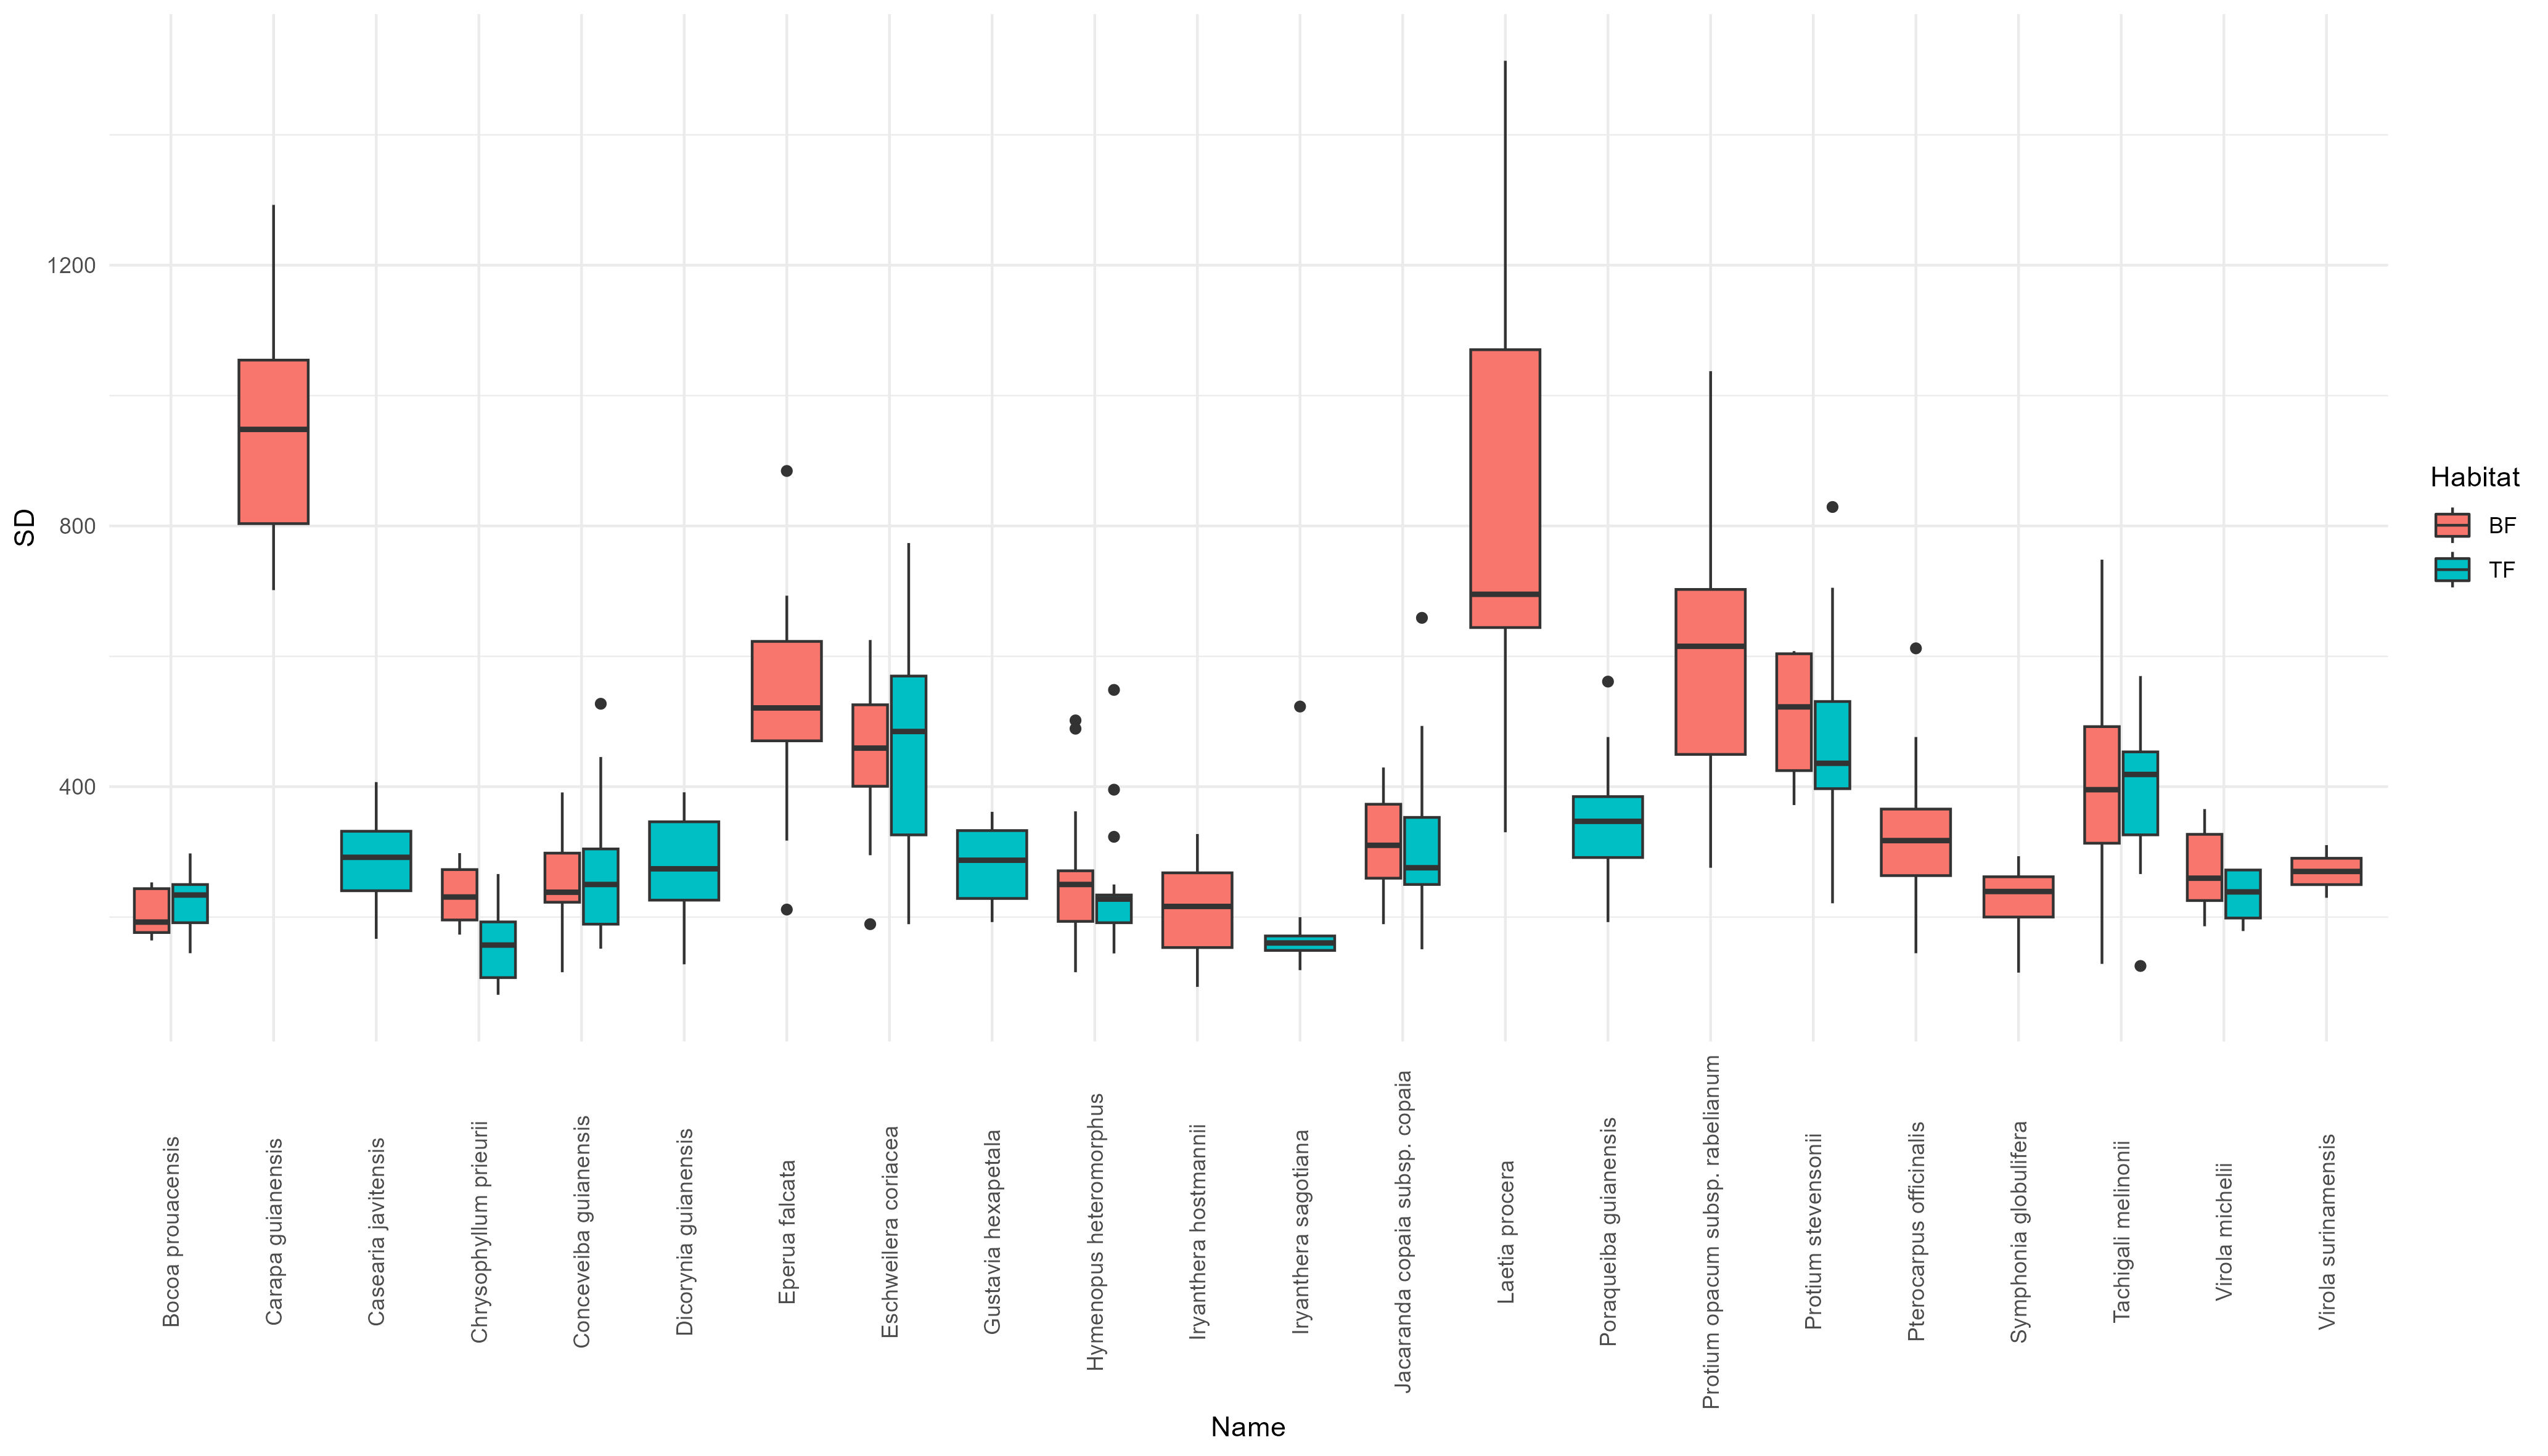 SD
1200
800
400
Bocoa prouacensis
Carapa guianensis
Casearia javitensis
Chrysophyllum prieurii
Conceveiba guianensis
Dicorynia guianensis
Eperua falcata
Eschweilera coriacea
Gustavia hexapetala
Hymenopus heteromorphus
Iryanthera hostmannii
Iryanthera sagotiana
Jacaranda copaia subsp. copaia
Laetia procera
Poraqueiba guianensis
Protium opacum subsp. rabelianum
Protium stevensonii
Pterocarpus officinalis
Symphonia globulifera
Tachigali melinonii
Virola michelii
Virola surinamensis
Name
Habitat
BF
TF